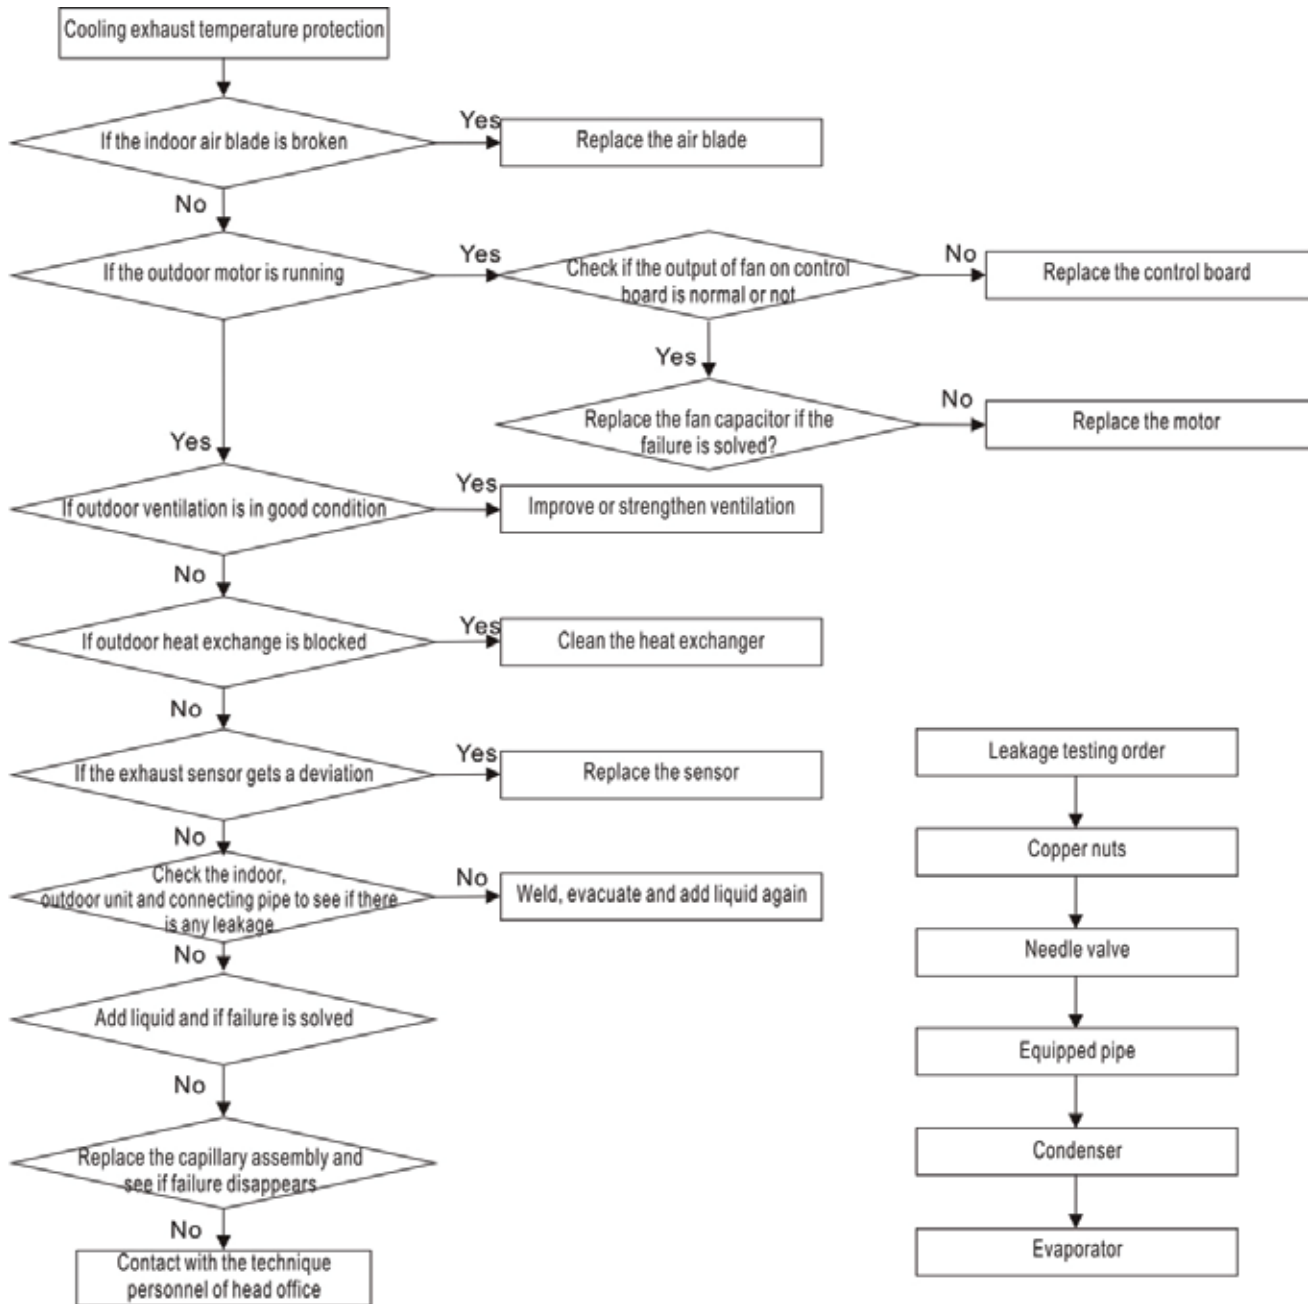 Cooling exhaust temperature protection
If the indoor air blade is broken
Yes
Replace the air blade
No
If the outdoor motor is running
Yes
Check if the output of fan on control
board is normal or not
No
Replace the control board
Yes
Replace the fan capacitor if the
failure is solved?
No
Replace the motor
Yes
If outdoor ventilation is in good condition
Yes
Improve or strengthen ventilation
No
If outdoor heat exchange is blocked
Yes
Clean the heat exchanger
No
If the exhaust sensor gets a deviation
Yes
Replace the sensor
No
Check the indoor,
outdoor unit and connecting pipe to see if there
is any leakage
No
Weld, evacuate and add liquid again
No
Add liquid and if failure is solved
No
Replace the capillary assembly and
see if failure disappears
No
Contact with the technique
personnel of head office
Leakage testing order
Copper nuts
Needle valve
Equipped pipe
Condenser
Evaporator